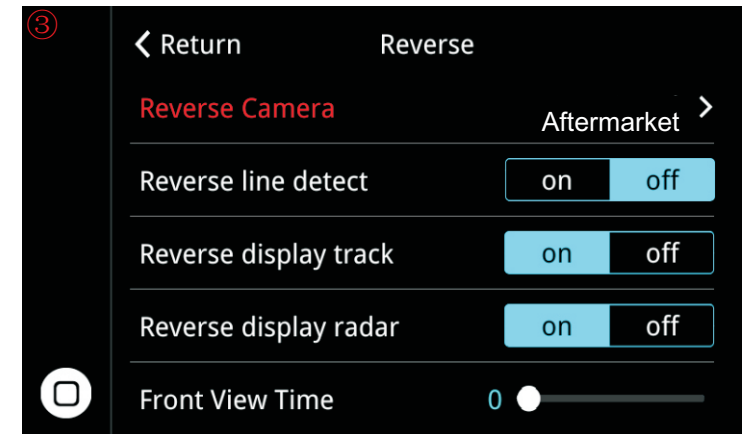 ③
Return Reverse
Reverse Camera Aftermarket
Reverse line detect on off
Reverse display track on off
Reverse display radar on off
Front View Time 0